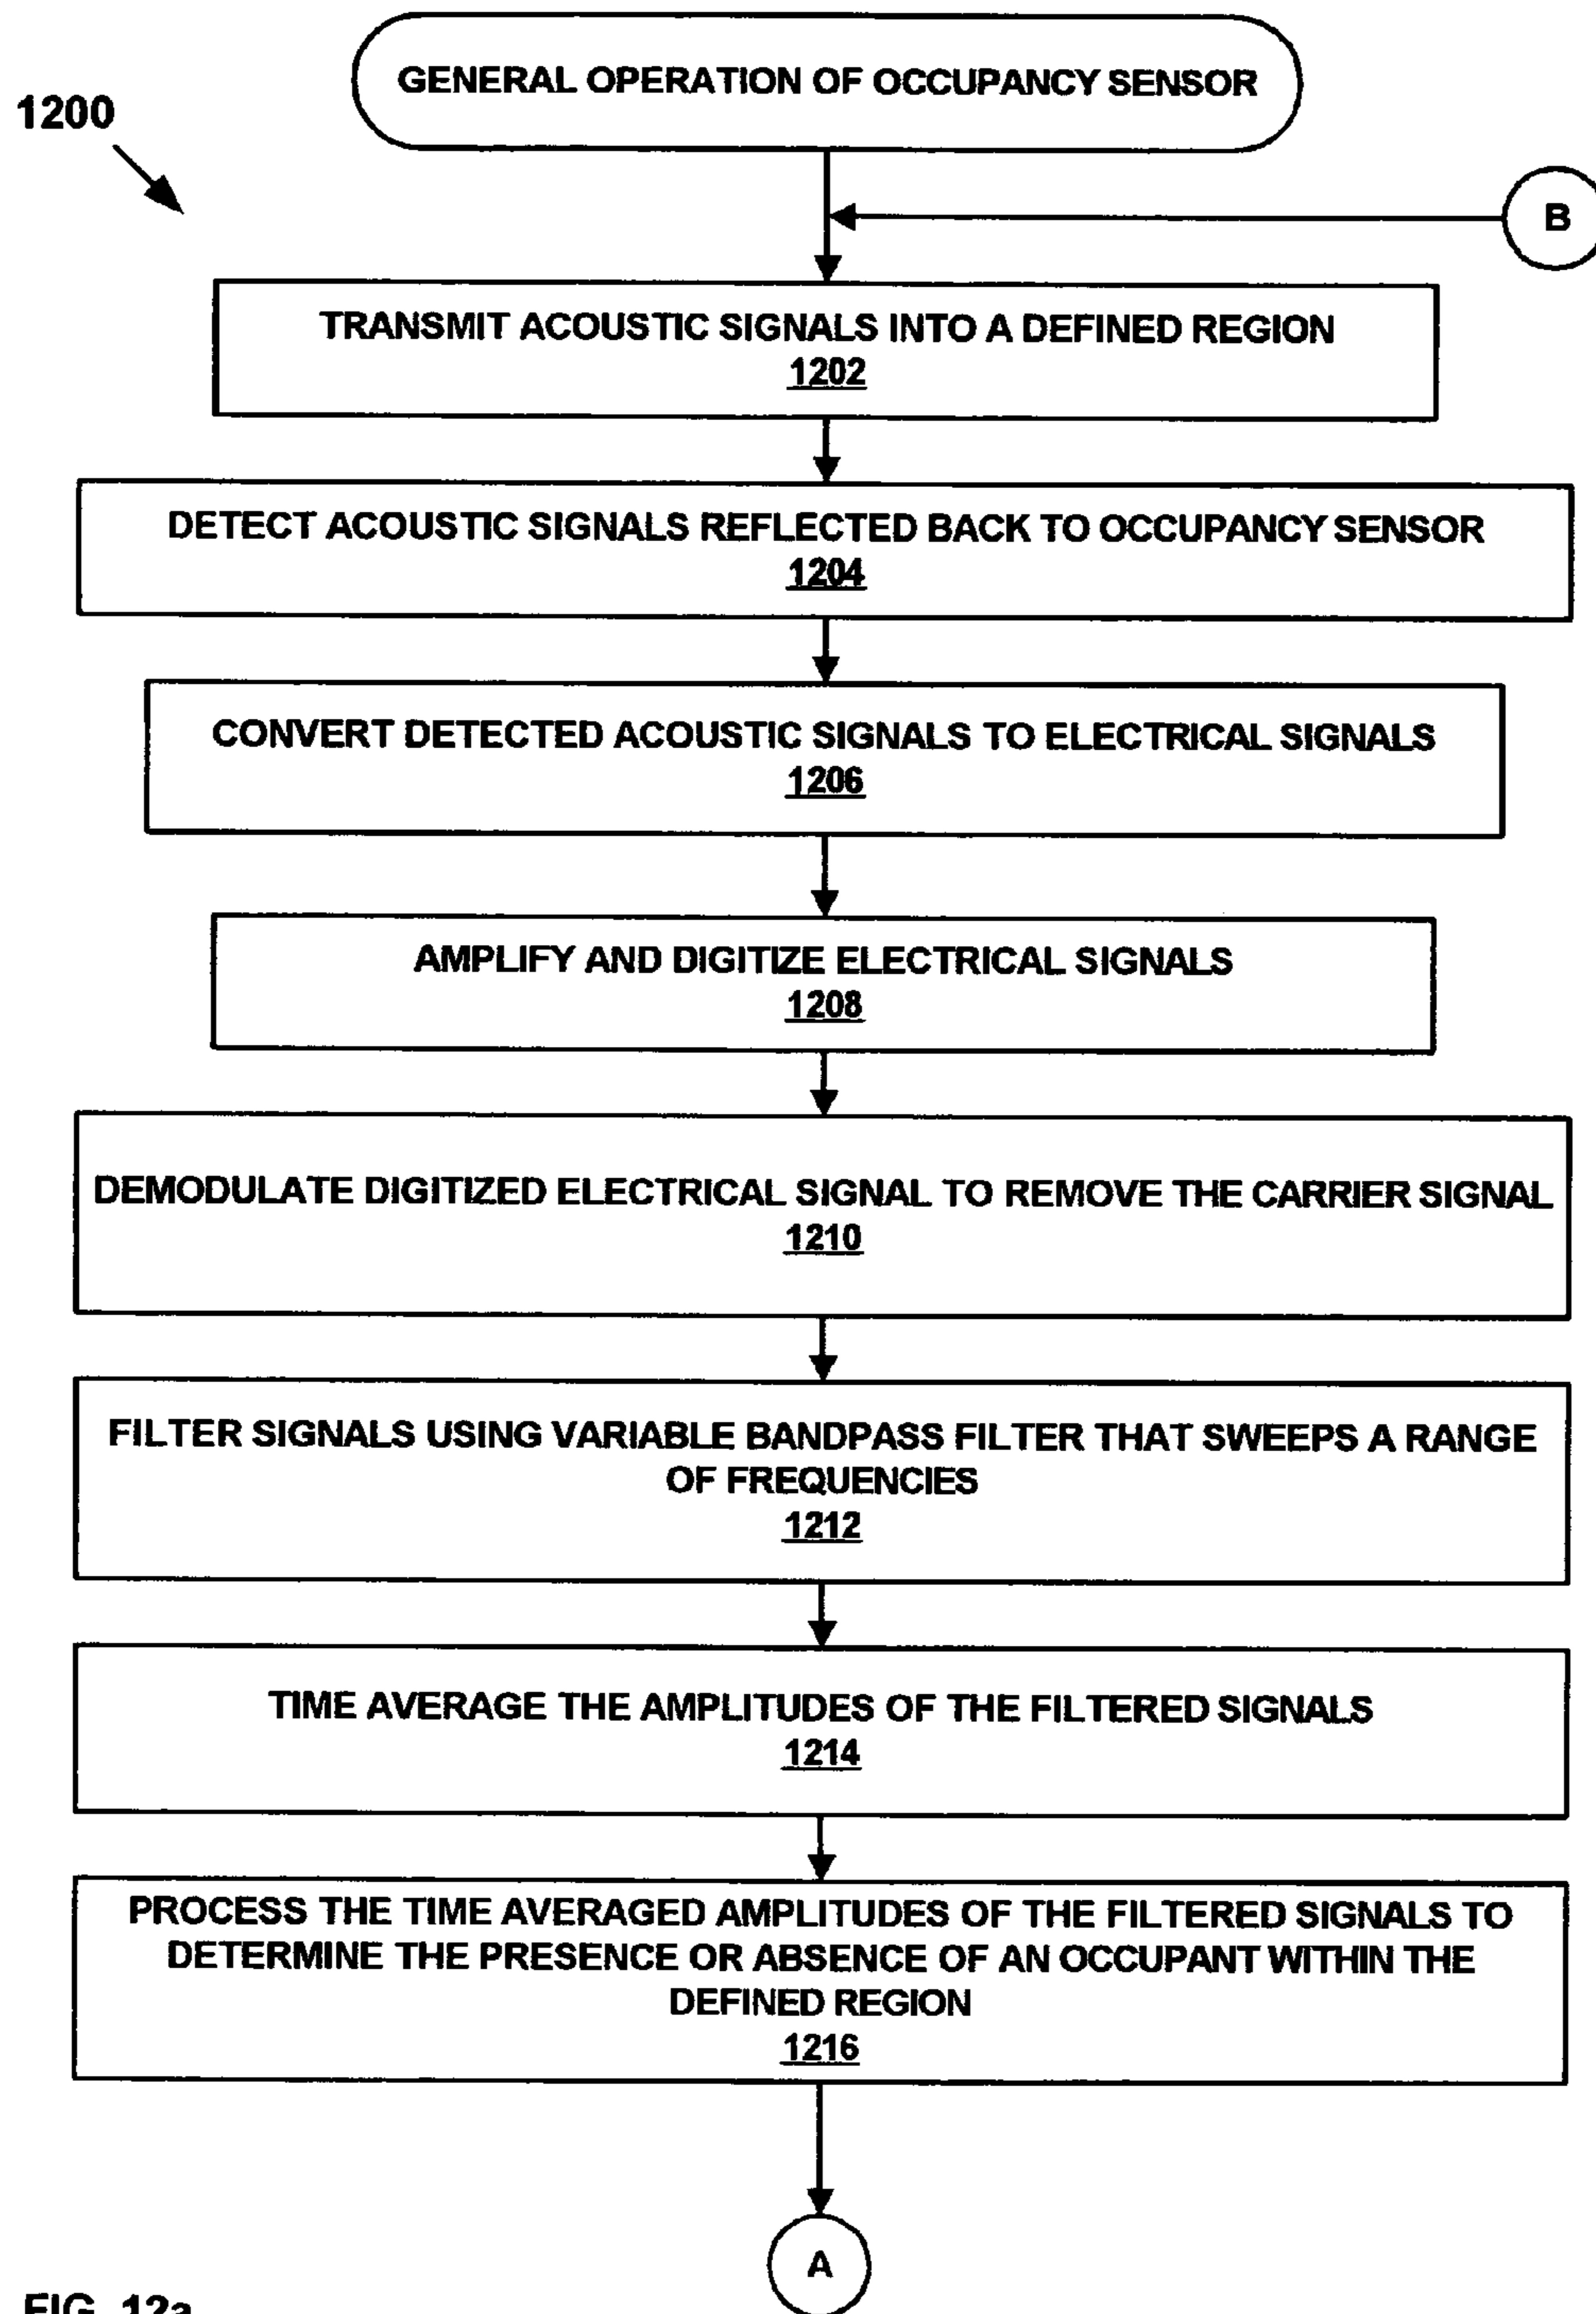 GENERAL OPERATION OF OCCUPANCY SENSOR
1200
B
TRANSMIT ACOUSTIC SIGNALS INTO A DEFINED REGION
1202
DETECT ACOUSTIC SIGNALS REFLECTED BACK TO OCCUPANCY SENSOR
1204
CONVERT DETECTED ACOUSTIC SIGNALS TO ELECTRICAL SIGNALS
1206
AMPLIFY AND DIGITIZE ELECTRICAL SIGNALS
1208
DEMODULATE DIGITIZED ELECTRICAL SIGNAL TO REMOVE THE CARRIER SIGNAL
1210
FILTER SIGNALS USING VARIABLE BANDPASS FILTER THAT SWEEPS A RANGE
OF FREQUENCIES
1212
TIME AVERAGE THE AMPLITUDES OF THE FILTERED SIGNALS
1214
PROCESS THE TIME AVERAGED AMPLITUDES OF THE FILTERED SIGNALS TO
DETERMINE THE PRESENCE OR ABSENCE OF AN OCCUPANT WITHIN THE
DEFINED REGION
1216
A
FIG. 12a